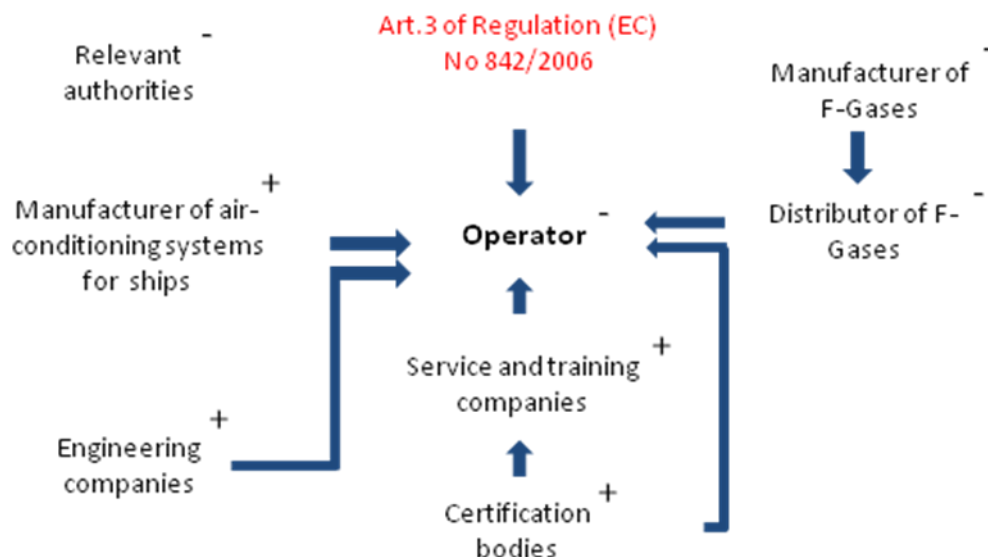 Relevant -
authorities
Art.3 of Regulation (EC)
No 842/2006
Manufacturer of -
F-Gases
Manufacturer of air- +
conditioning systems
for ships
Operator -
Distributor of F- -
Gases
Service and training +
companies
Engineering +
companies
Certification +
bodies